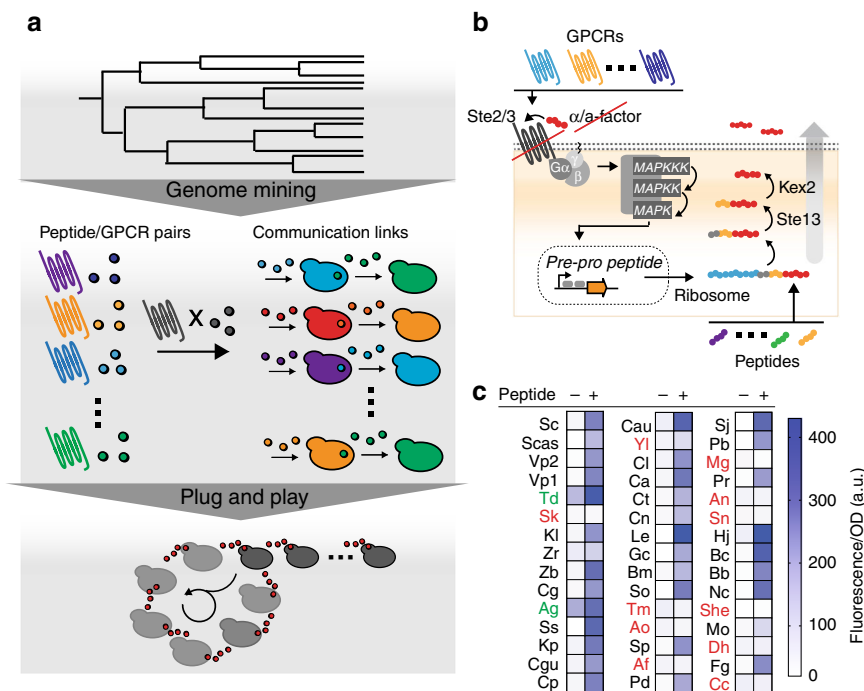 a
Genome mining
Peptide/GPCR pairs
Communication links
X
Plug and play
b
GPCRs
Ste2/3
α/a-factor
Gα
γ
β
MAPKKK
MAPKK
MAPK
Kex2
Ste13
Pre-pro peptide
Ribosome
Peptides
c
Peptide − + − + − +
Sc Cau Sj
Scas Yl Pb
Vp2 Cl Mg
Vp1 Ca Pr
Td Ct An
Sk Cn Sn
Kl Le Hj
Zr Gc Bc
Zb Bm Bb
Cg So Nc
Ag Tm She
Ss Ao Mo
Kp Sp Dh
Cgu Af Fg
Cp Pd Cc
400
300
200
100
0
Fluorescence/OD (a.u.)